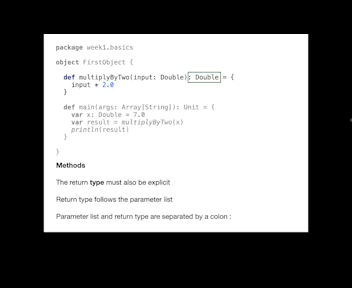 package week1.basics
object FirstObject {
def multiplyByTwo(input: Double): Double = {
input * 2.0
}
def main(args: Array[String]): Unit = {
var x: Double = 7.0
var result = multiplyByTwo(x)
println(result)
}
}
Methods
The return type must also be explicit
Return type follows the parameter list
Parameter list and return type are separated by a colon :